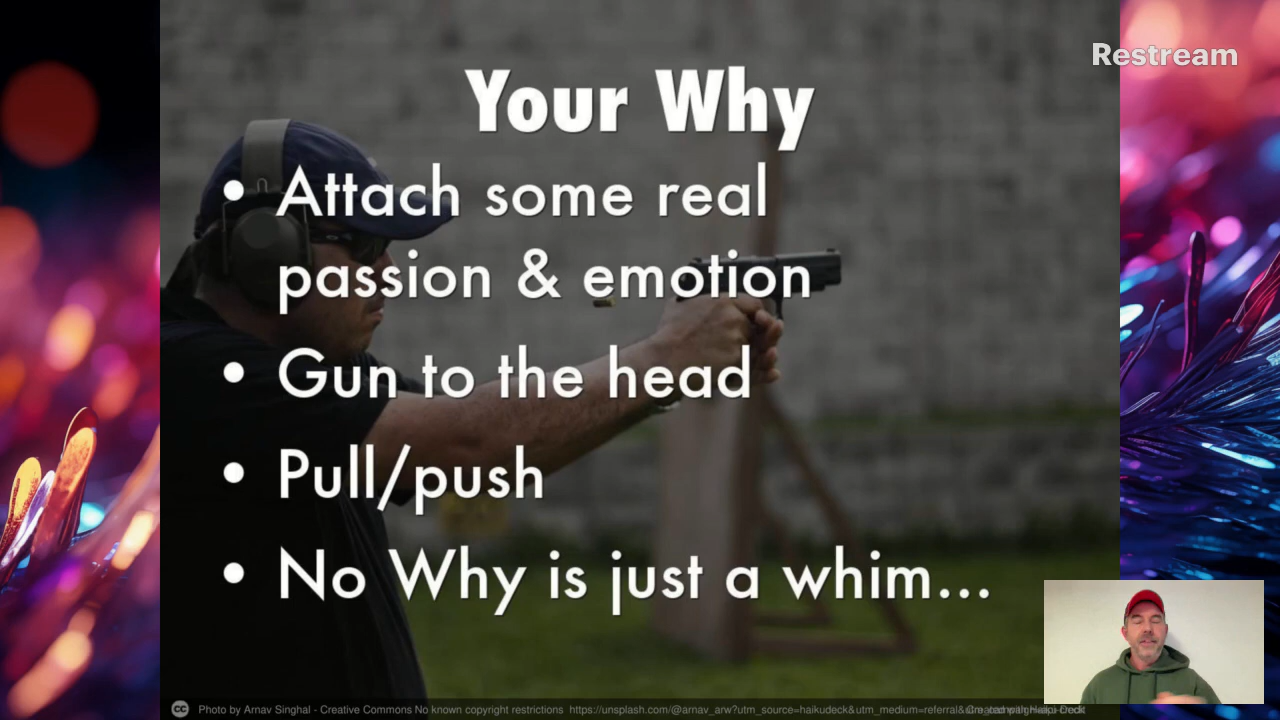 Restream
Your Why
• Attach some real
passion & emotion
• Gun to the head
• Pull/push
• No Why is just a whim...
cc Photo by Arnav Singhal - Creative Commons No known copyright restrictions https://unsplash.com/@arnav_arw?utm_source=haikudeck&utm_medium=referral